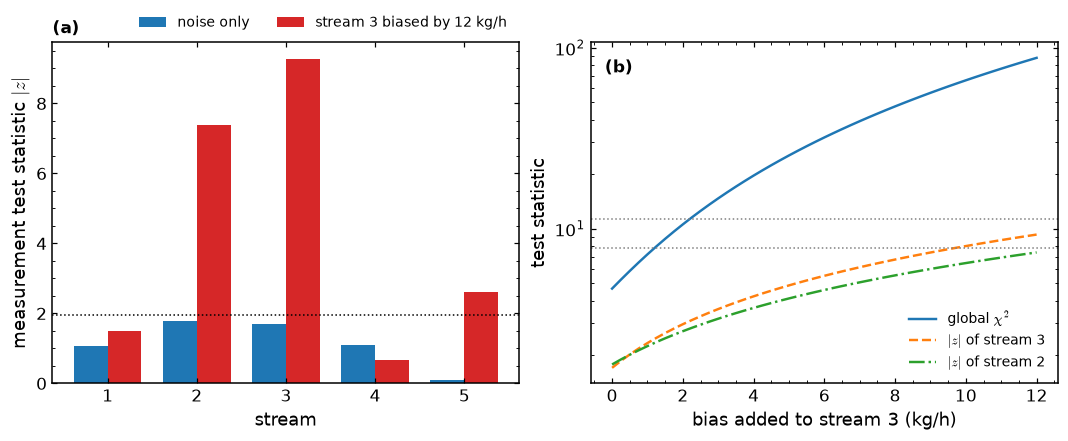 (a)
noise only
stream 3 biased by 12 kg/h
measurement test statistic |z|
0
2
4
6
8
1
2
3
4
5
stream
(b)
test statistic
10²
10¹
global χ²
|z| of stream 3
|z| of stream 2
0
2
4
6
8
10
12
bias added to stream 3 (kg/h)